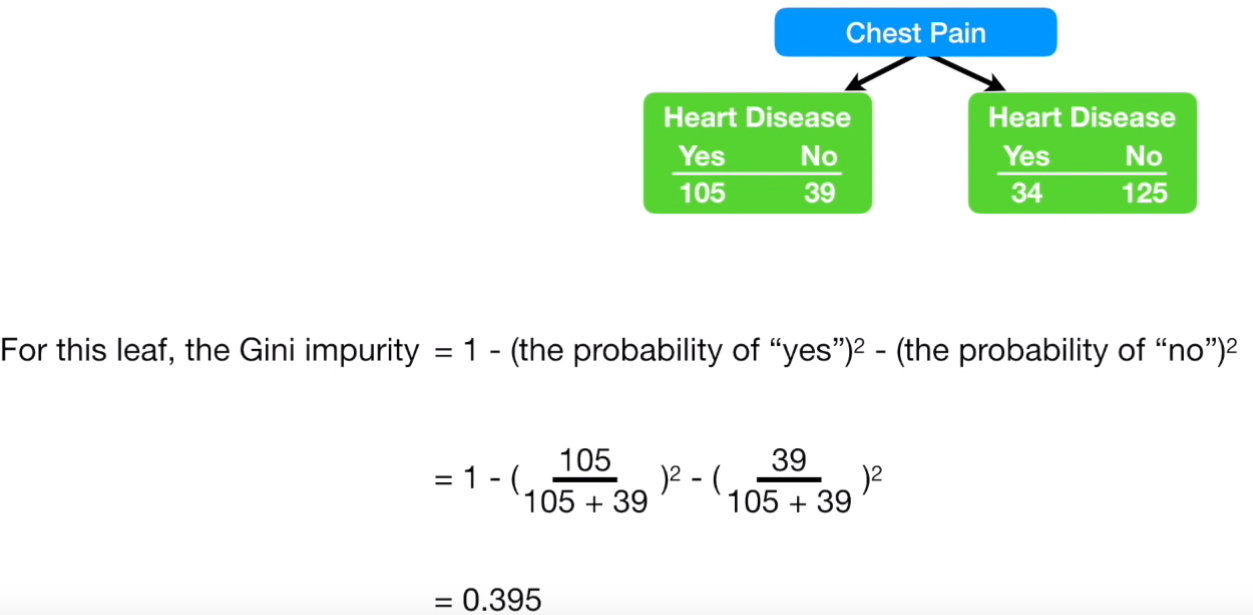 Chest Pain
Heart Disease
Yes No
105 39
Heart Disease
Yes No
34 125
For this leaf, the Gini impurity = 1 - (the probability of “yes”)² - (the probability of “no”)²
= 1 - ( 105 / 105 + 39 )² - ( 39 / 105 + 39 )²
= 0.395